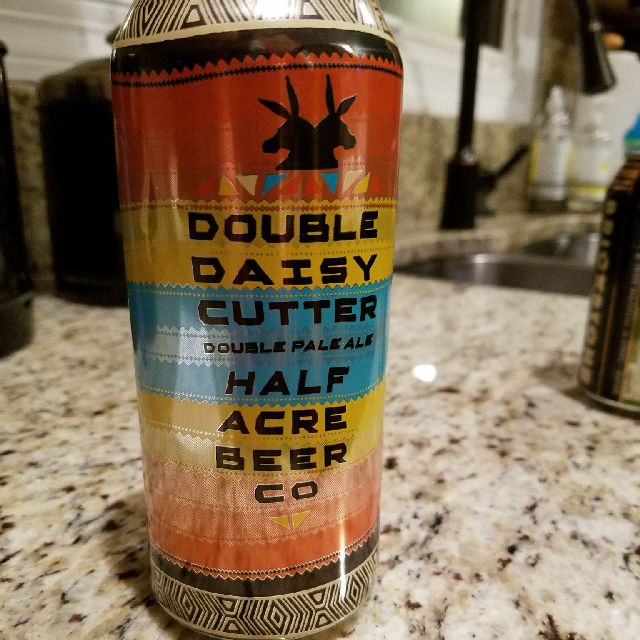 DOUBLE
DAISY
CUTTER
DOUBLE PALE ALE
HALF
ACRE
BEER
CO